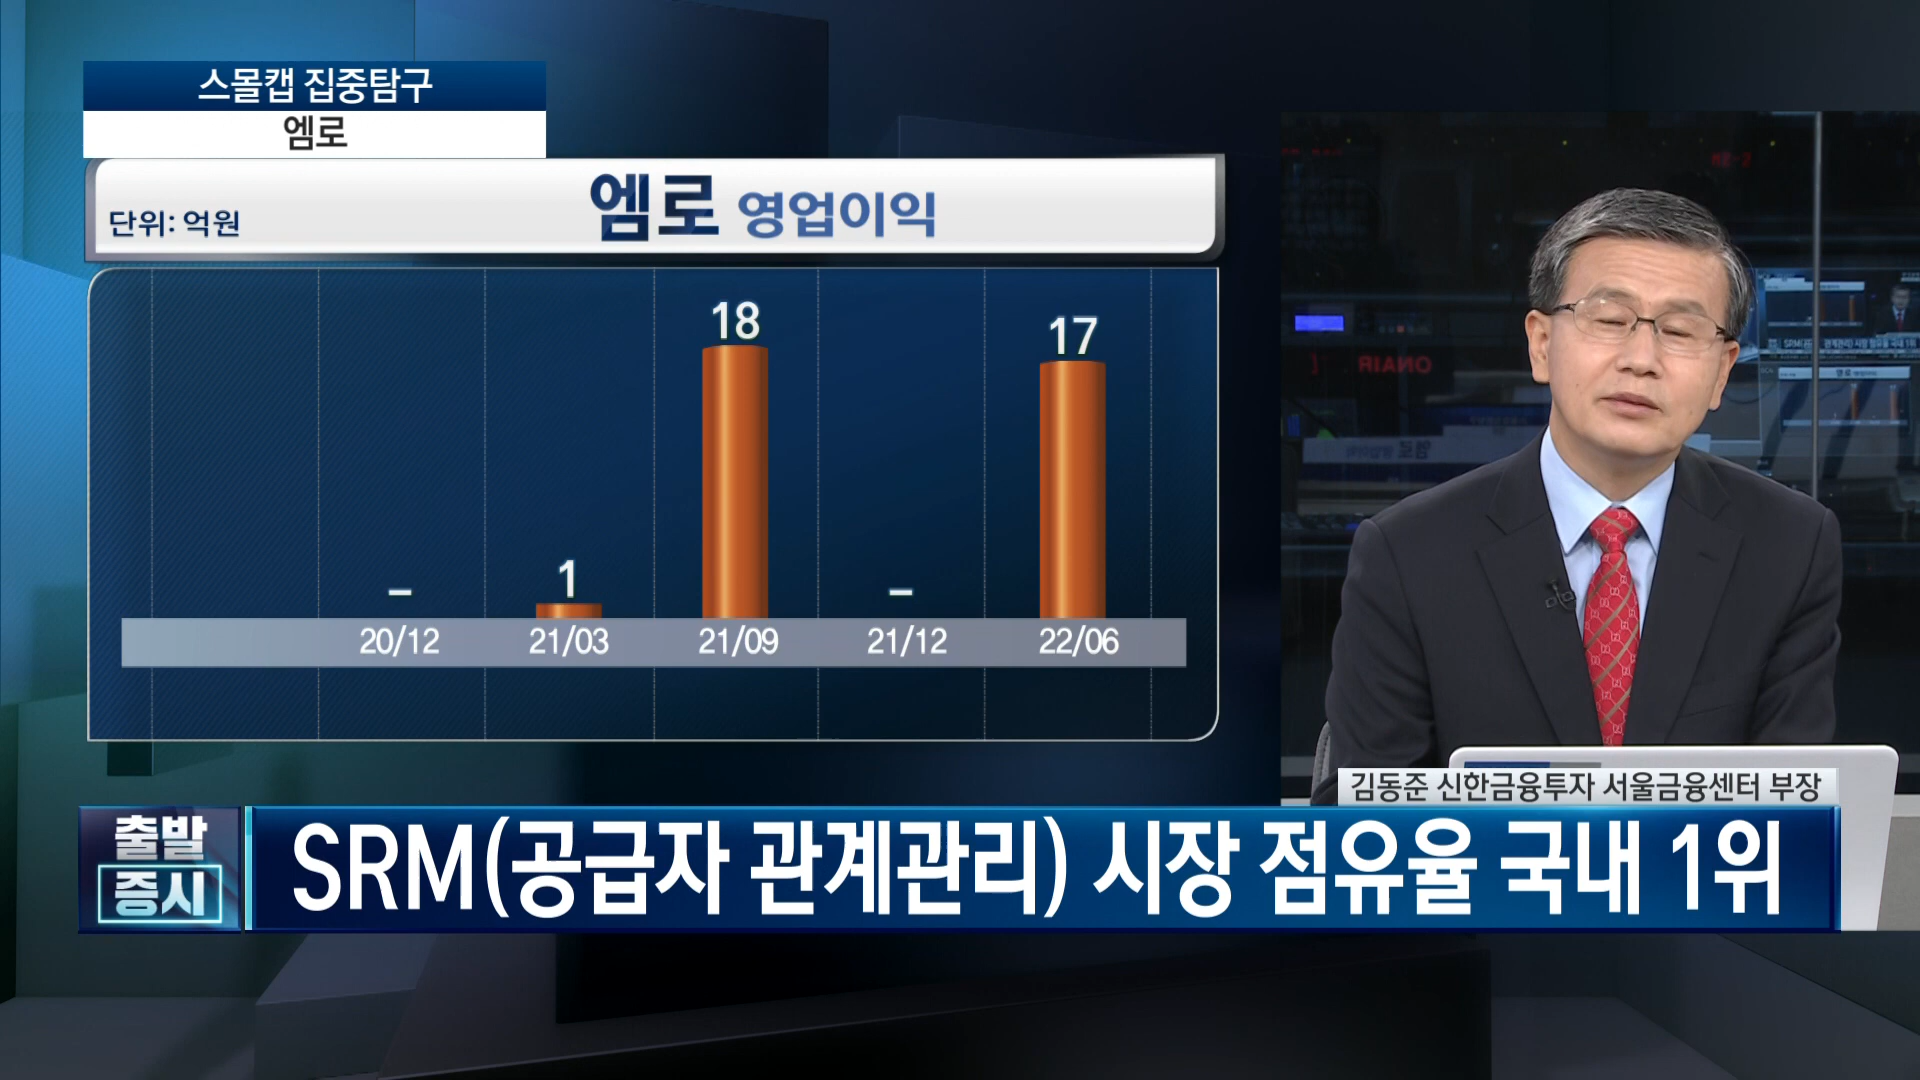 스몰캡 집중탐구
엠로
단위: 억원
엠로 영업이익
18
17
1
–
–
20/12 21/03 21/09 21/12 22/06
ONAIR
김동준 신한금융투자 서울금융센터 부장
출발
증시
SRM(공급자 관계관리) 시장 점유율 국내 1위